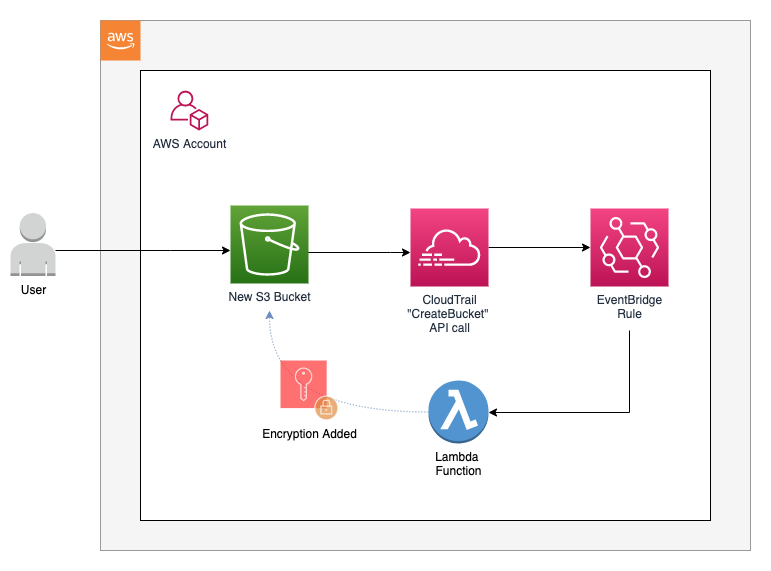 aws
AWS Account
User
New S3 Bucket
CloudTrail
"CreateBucket"
API call
EventBridge
Rule
Encryption Added
Lambda
Function